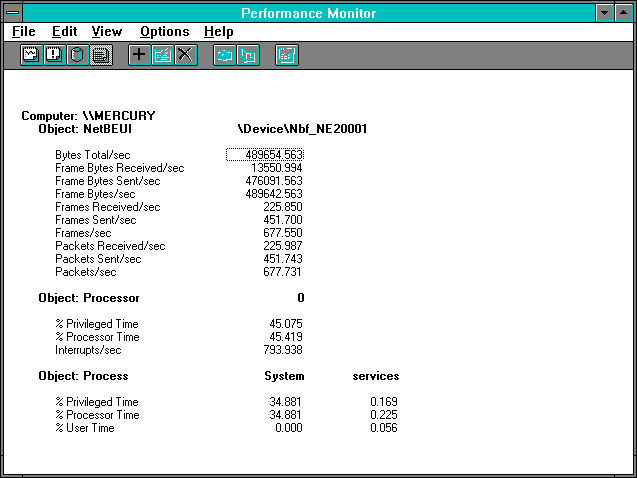 Performance Monitor
File Edit View Options Help
Computer: \\MERCURY
Object: NetBEUI \Device\Nbf_NE20001
Bytes Total/sec 489654.563
Frame Bytes Received/sec 13550.994
Frame Bytes Sent/sec 476091.563
Frame Bytes/sec 489642.563
Frames Received/sec 225.850
Frames Sent/sec 451.700
Frames/sec 677.550
Packets Received/sec 225.987
Packets Sent/sec 451.743
Packets/sec 677.731
Object: Processor 0
% Privileged Time 45.075
% Processor Time 45.419
Interrupts/sec 793.938
Object: Process System services
% Privileged Time 34.881 0.169
% Processor Time 34.881 0.225
% User Time 0.000 0.056